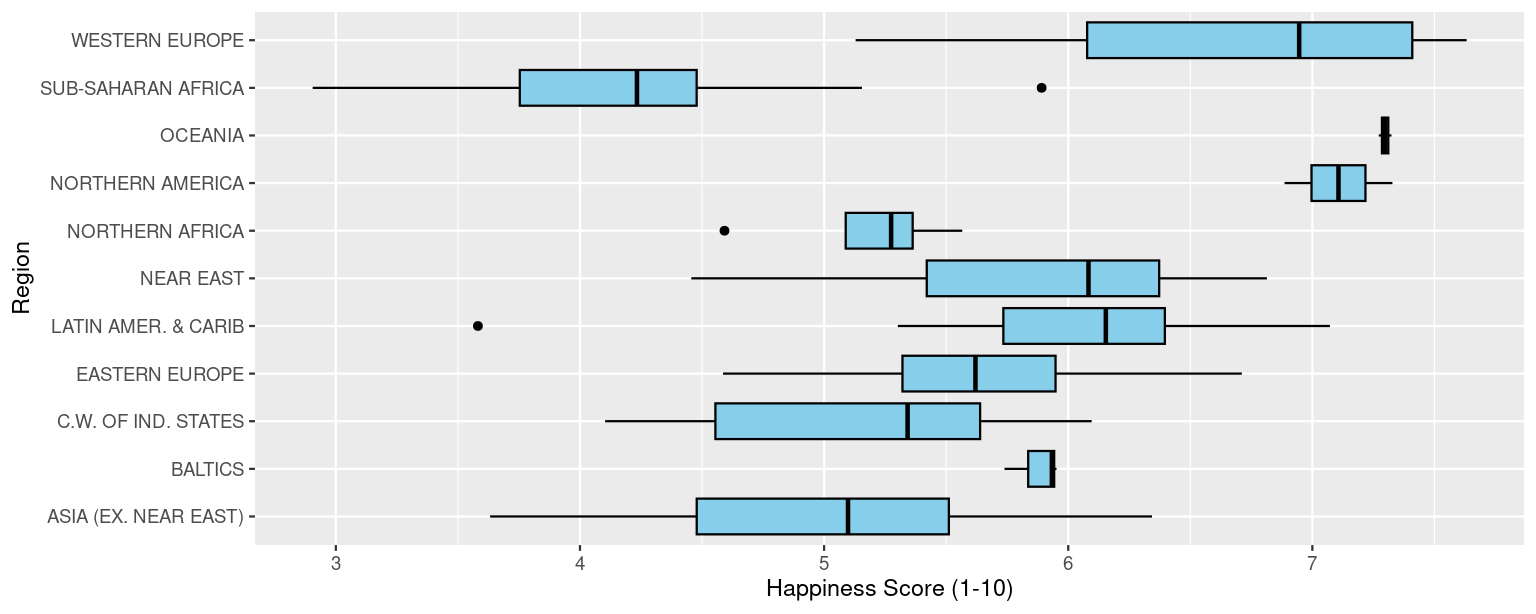 WESTERN EUROPE
SUB-SAHARAN AFRICA
OCEANIA
NORTHERN AMERICA
NORTHERN AFRICA
NEAR EAST
LATIN AMER. & CARIB
EASTERN EUROPE
C.W. OF IND. STATES
BALTICS
ASIA (EX. NEAR EAST)
Region
3 4 5 6 7
Happiness Score (1-10)